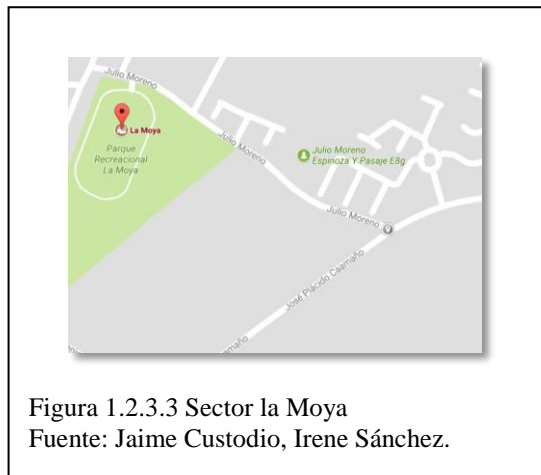 Julio Moreno
La Moya
Parque
Recreacional
La Moya
Julio Moreno
Julio Moreno
Espinoza Y Pasaje E8g
Julio Moreno
José Plácido Caamaño
Figura 1.2.3.3 Sector la Moya
Fuente: Jaime Custodio, Irene Sánchez.